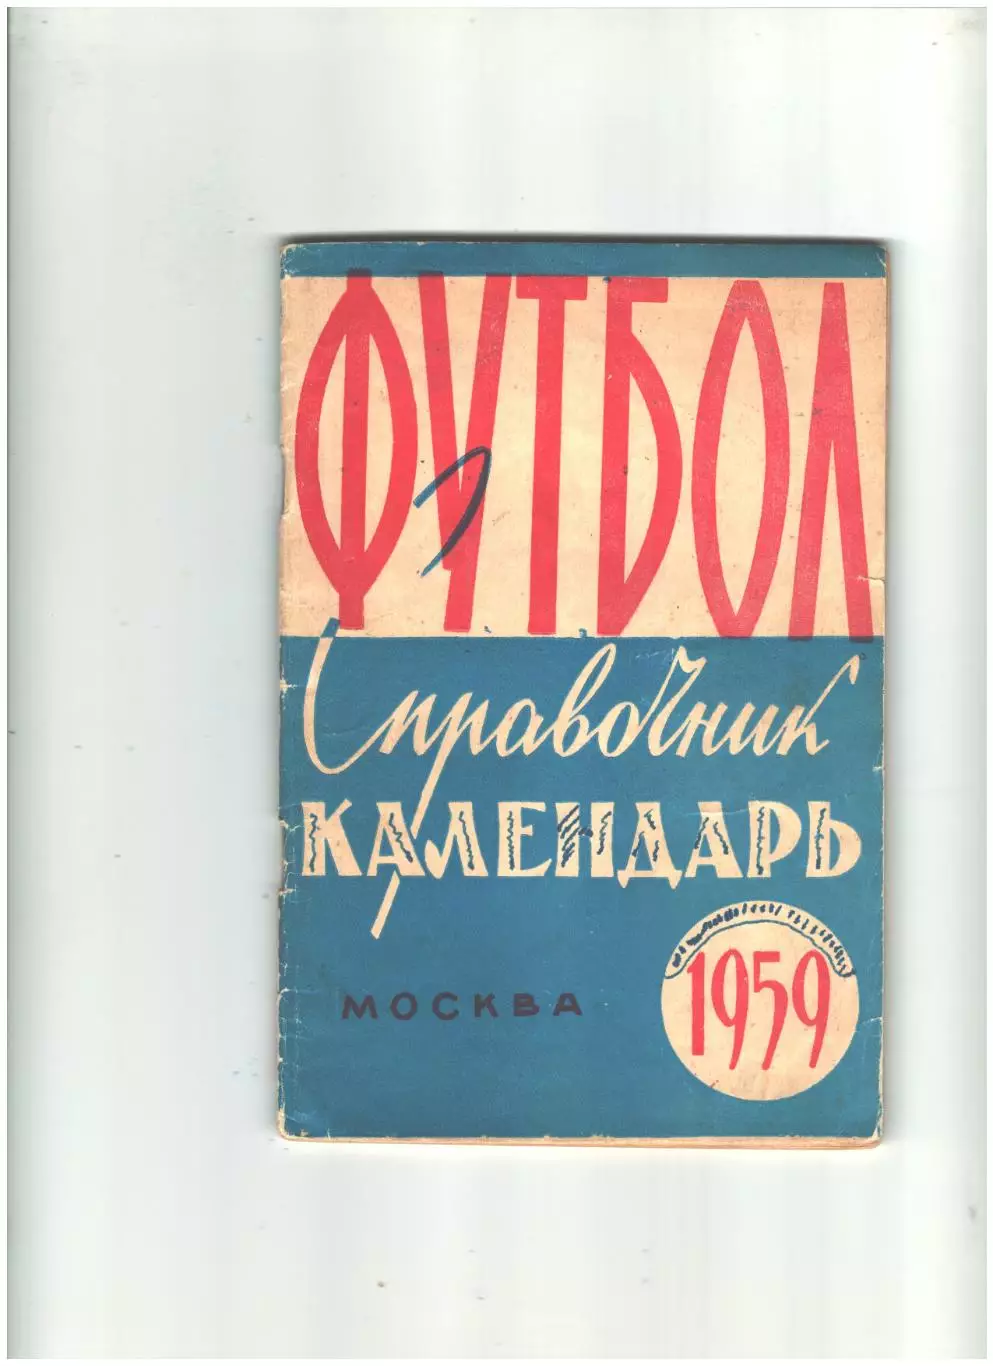 ФУТБОЛ
Справочник
КАЛЕНДАРЬ
1959
МОСКВА